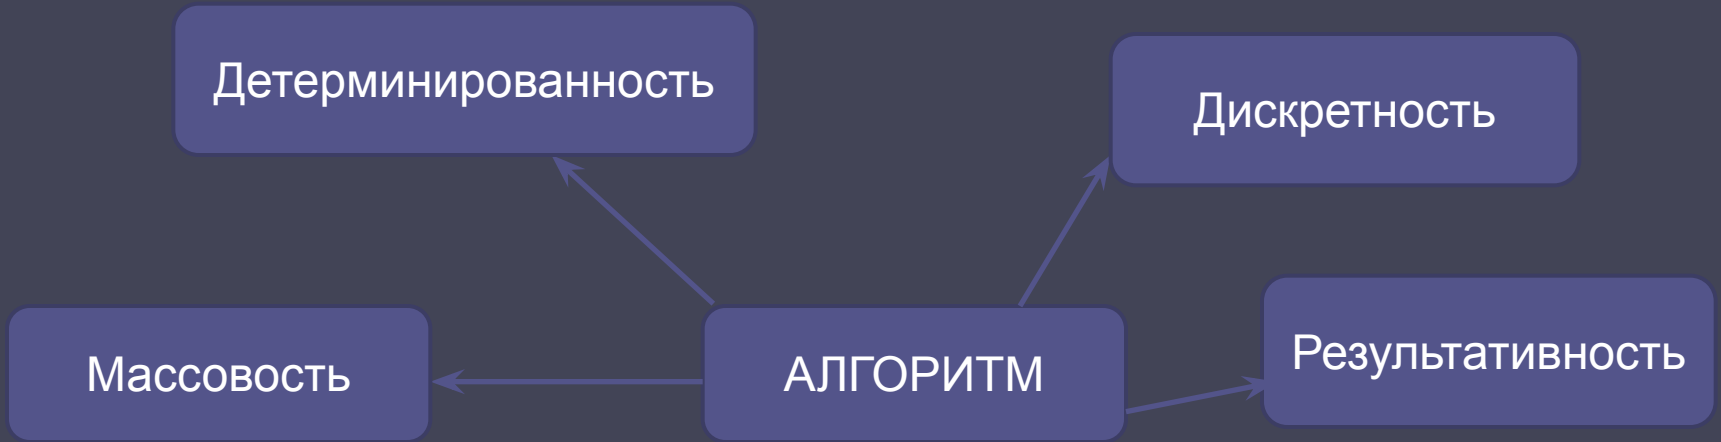 Детерминированность
Дискретность
Массовость
АЛГОРИТМ
Результативность